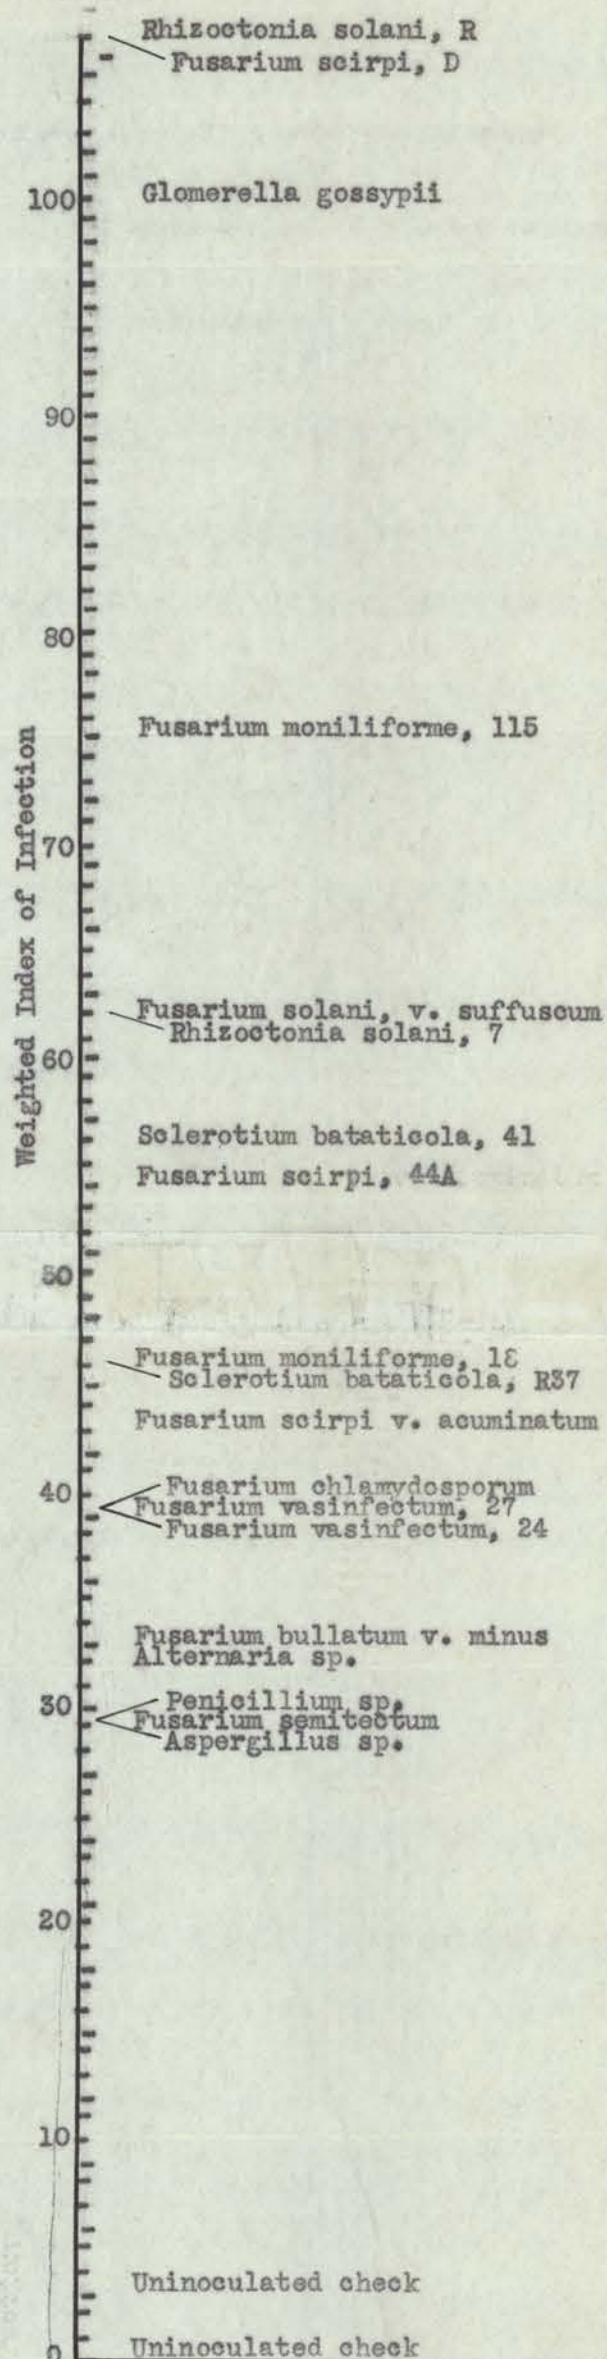 Rhizoctonia solani, R
Fusarium scirpi, D
100 Glomerella gossypii
90
80
Fusarium moniliforme, 115
Weighted Index of Infection
70
Fusarium solani, v. suffuscum
Rhizoctonia solani, 7
60
Sclerotium bataticola, 41
Fusarium scirpi, 44A
50
Fusarium moniliforme, 18
Sclerotium bataticola, R37
Fusarium scirpi v. acuminatum
Fusarium chlamydosporum
40
Fusarium vasinfectum, 27
Fusarium vasinfectum, 24
Fusarium bullatum v. minus
Alternaria sp.
Penicillium sp.
30
Fusarium semitectum
Aspergillus sp.
20
10
Uninoculated check
0 Uninoculated check